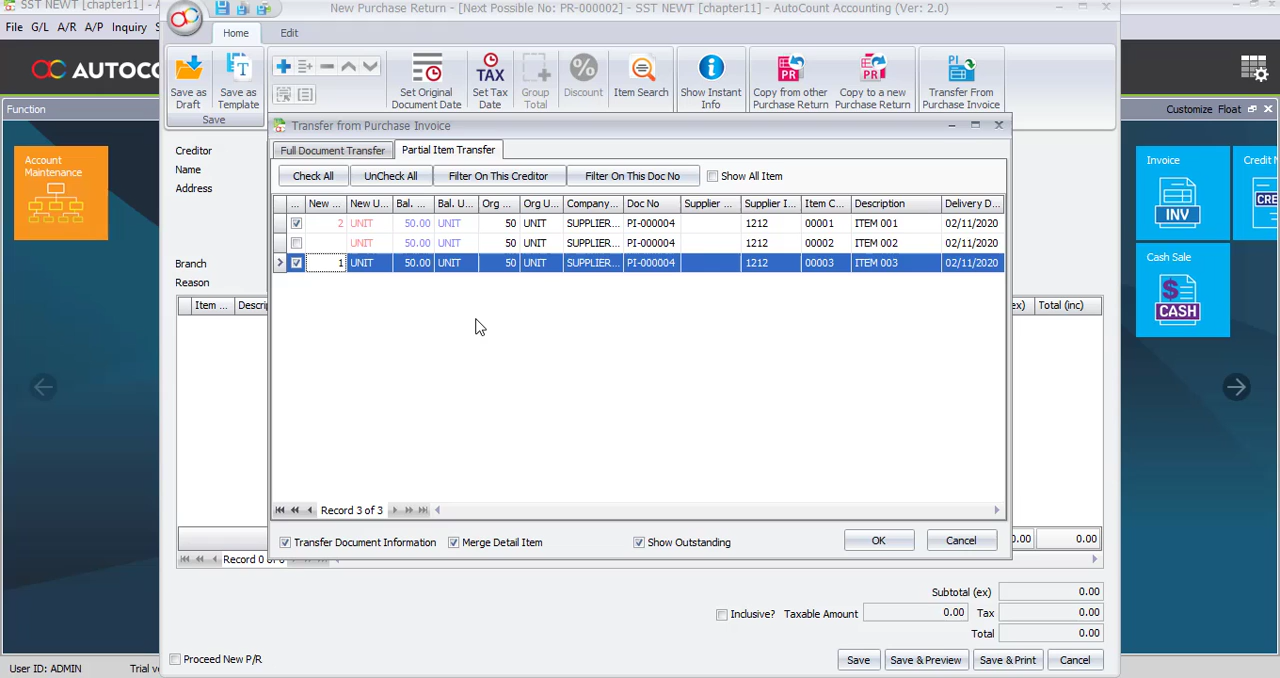 SST NEWT [chapter11] - A
New Purchase Return - [Next Possible No: PR-000002] - SST NEWT [chapter11] - AutoCount Accounting (Ver: 2.0)
File G/L A/R A/P Inquiry S
Home Edit
AUTOCO
Save as Draft
Save as Template
Set Original Document Date
Set Tax Date
Group Total
Discount
Item Search
Show Instant Info
Copy from other Purchase Return
Copy to a new Purchase Return
Transfer From Purchase Invoice
Save
Function
Customize Float
Transfer from Purchase Invoice
Creditor
Name
Address
Branch
Reason
Full Document Transfer Partial Item Transfer
Check All UnCheck All Filter On This Creditor Filter On This Doc No Show All Item
... New ... New U... Bal. ... Bal. U... Org ... Org U... Company... Doc No Supplier ... Supplier I... Item C... Description Delivery D...
2 UNIT 50.00 UNIT 50 UNIT SUPPLIER... PI-000004 1212 00001 ITEM 001 02/11/2020
UNIT 50.00 UNIT 50 UNIT SUPPLIER... PI-000004 1212 00002 ITEM 002 02/11/2020
1 UNIT 50.00 UNIT 50 UNIT SUPPLIER... PI-000004 1212 00003 ITEM 003 02/11/2020
Account Maintenance
Invoice
INV
Credit N
CRE
Cash Sale
CASH
Item ... Descri
ex) Total (inc)
Record 3 of 3
Transfer Document Information Merge Detail Item Show Outstanding OK Cancel
0.00 0.00
Record 0 of 0
Subtotal (ex) 0.00
Inclusive? Taxable Amount 0.00 Tax 0.00
Total 0.00
Proceed New P/R
Save Save & Preview Save & Print Cancel
User ID: ADMIN Trial ve